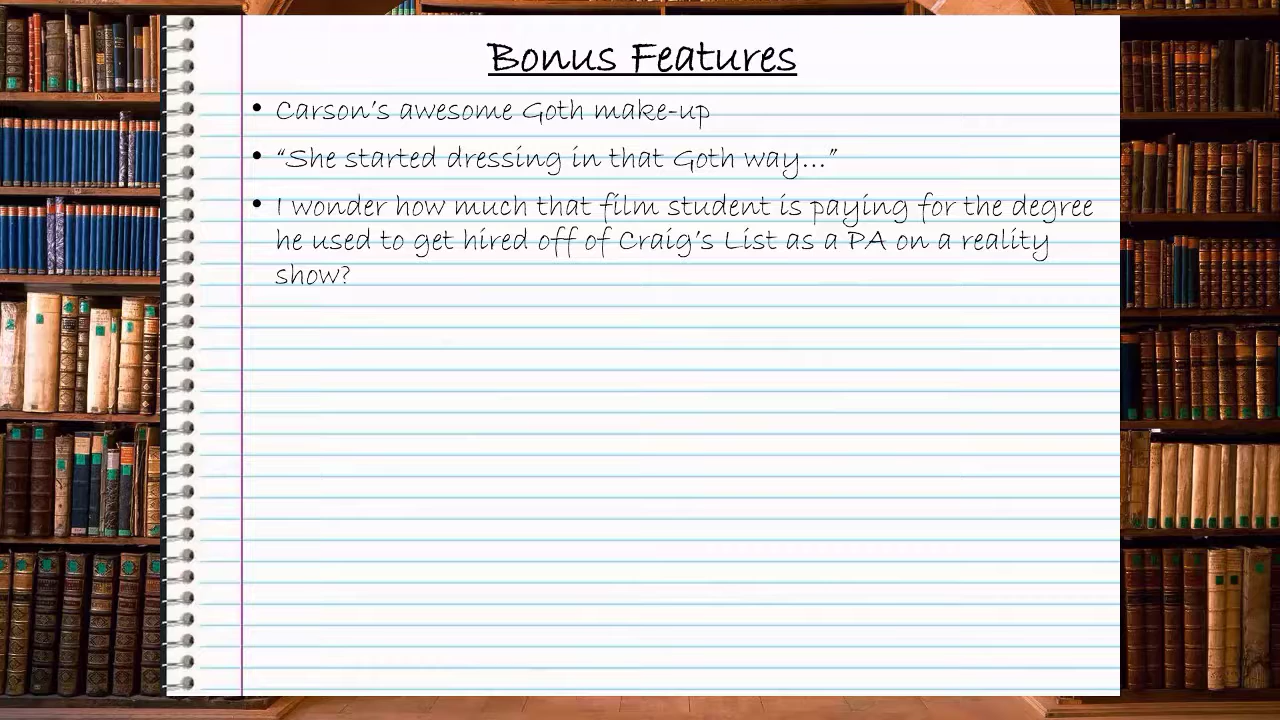 Bonus Features
• Carson's awesome Goth make-up
• “She started dressing in that Goth way...”
• I wonder how much that film student is paying for the degree
he used to get hired off of Craig's List as a PA on a reality
show?